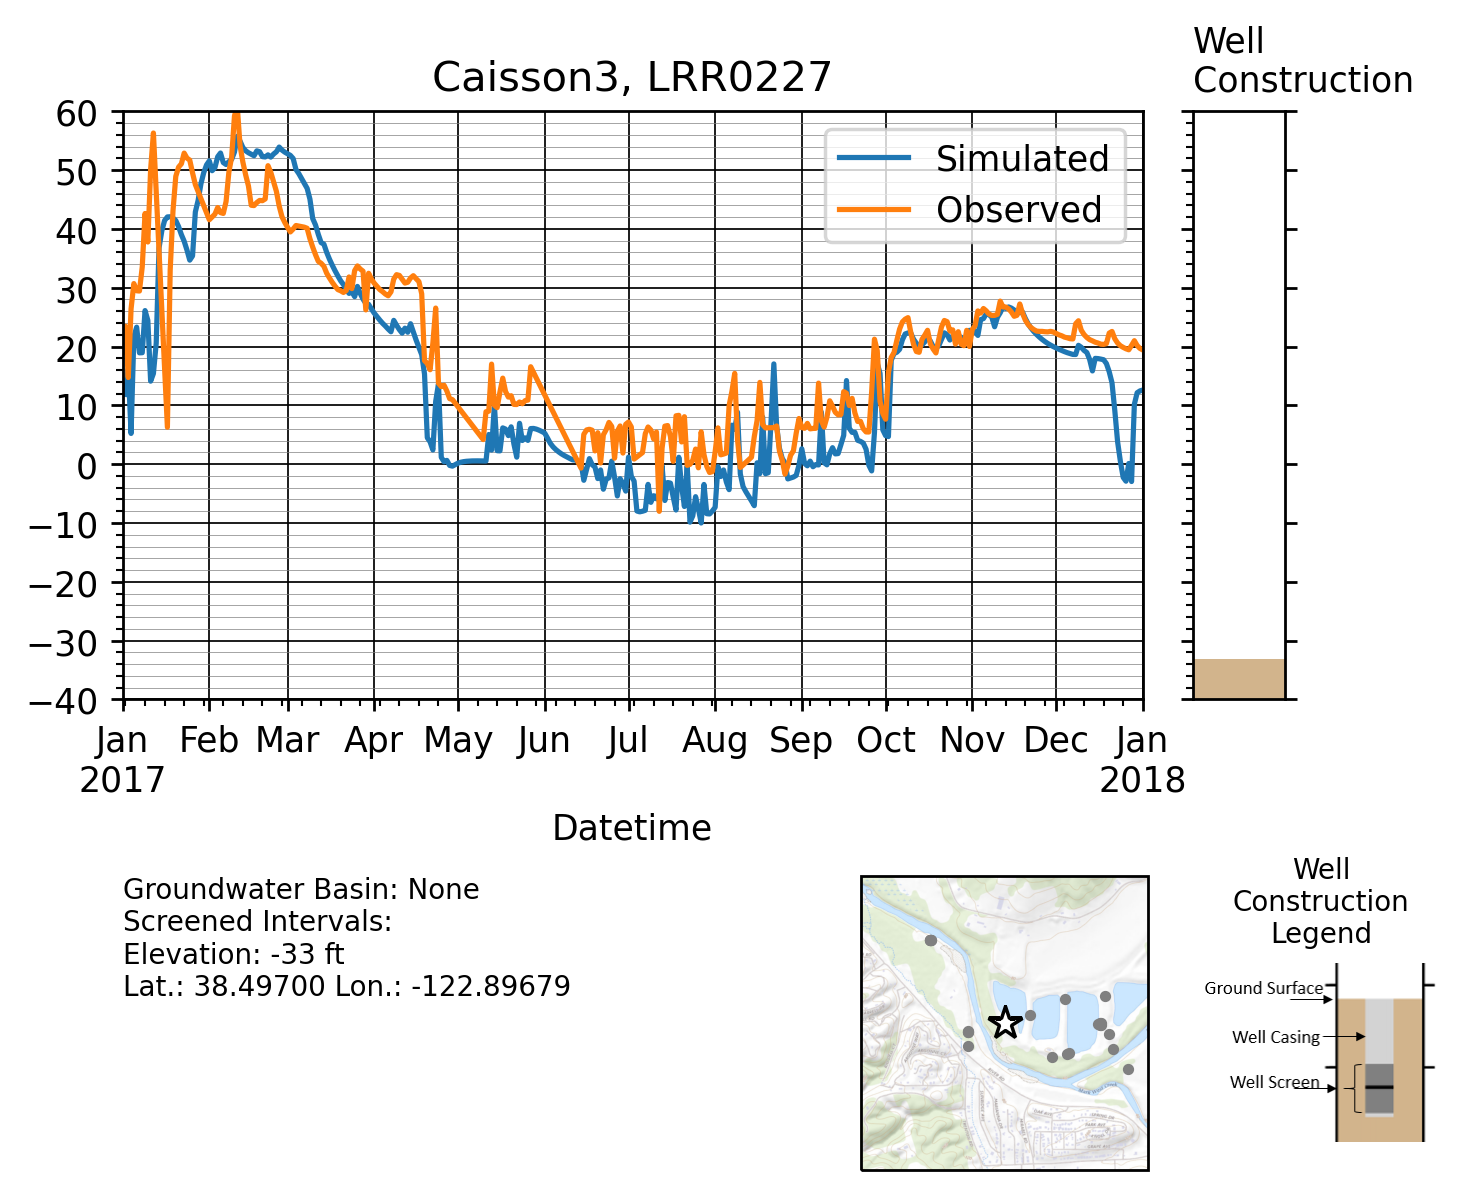 Well
Construction
Caisson3, LRR0227
60
50
40
30
20
10
0
−10
−20
−30
−40
Simulated
Observed
Jan Feb Mar Apr May Jun Jul Aug Sep Oct Nov Dec Jan
2017 2018
Datetime
Groundwater Basin: None
Screened Intervals:
Elevation: -33 ft
Lat.: 38.49700 Lon.: -122.89679
Well
Construction
Legend
Ground Surface
Well Casing
Well Screen